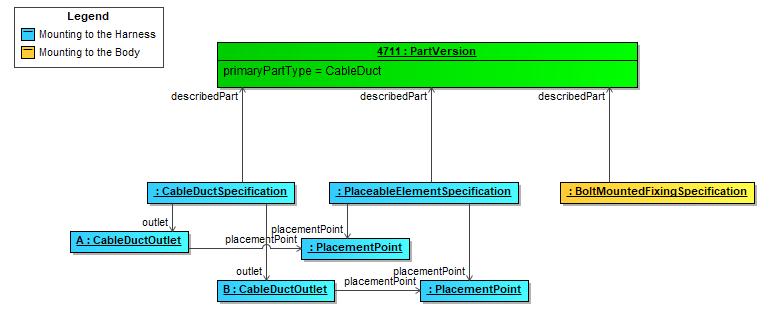 Legend
Mounting to the Harness
Mounting to the Body
4711 : PartVersion
primaryPartType = CableDuct
describedPart describedPart describedPart
: CableDuctSpecification : PlaceableElementSpecification : BoltMountedFixingSpecification
outlet placementPoint
A : CableDuctOutlet placementPoint : PlacementPoint
outlet placementPoint
B : CableDuctOutlet placementPoint : PlacementPoint